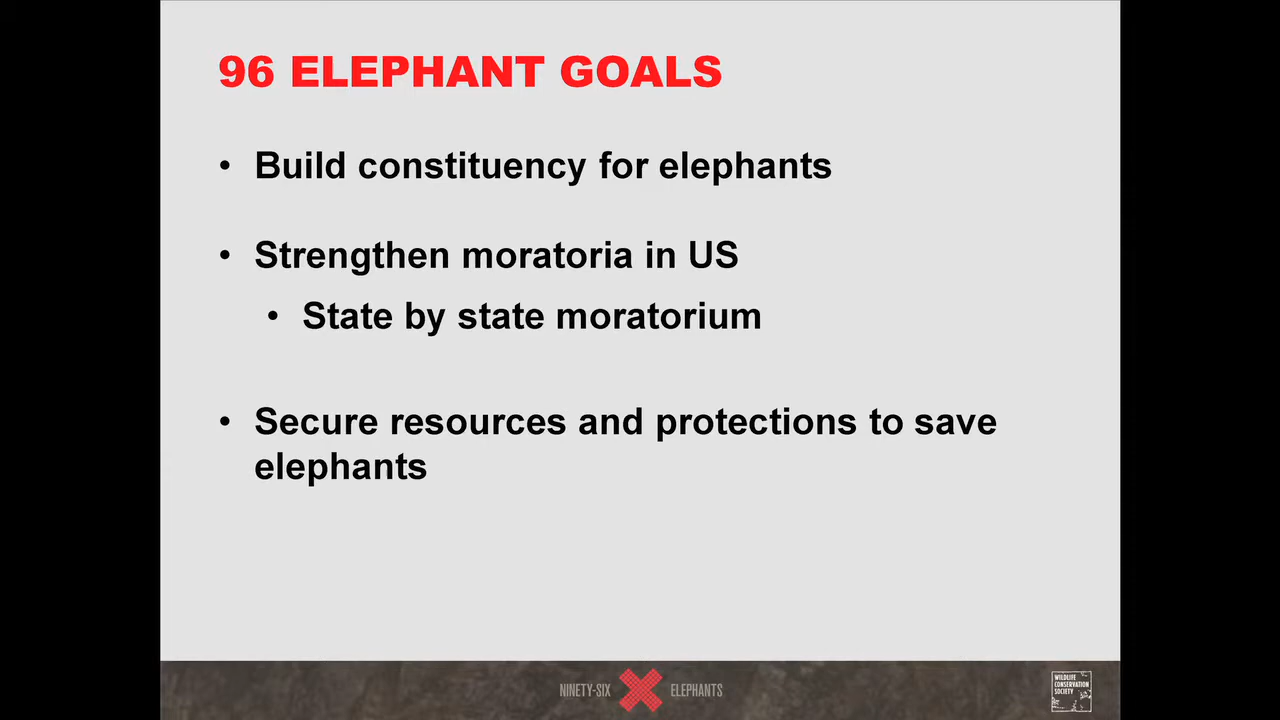 96 ELEPHANT GOALS
• Build constituency for elephants
• Strengthen moratoria in US
• State by state moratorium
• Secure resources and protections to save
elephants
NINETY-SIX ELEPHANTS
WILDLIFE
CONSERVATION
SOCIETY